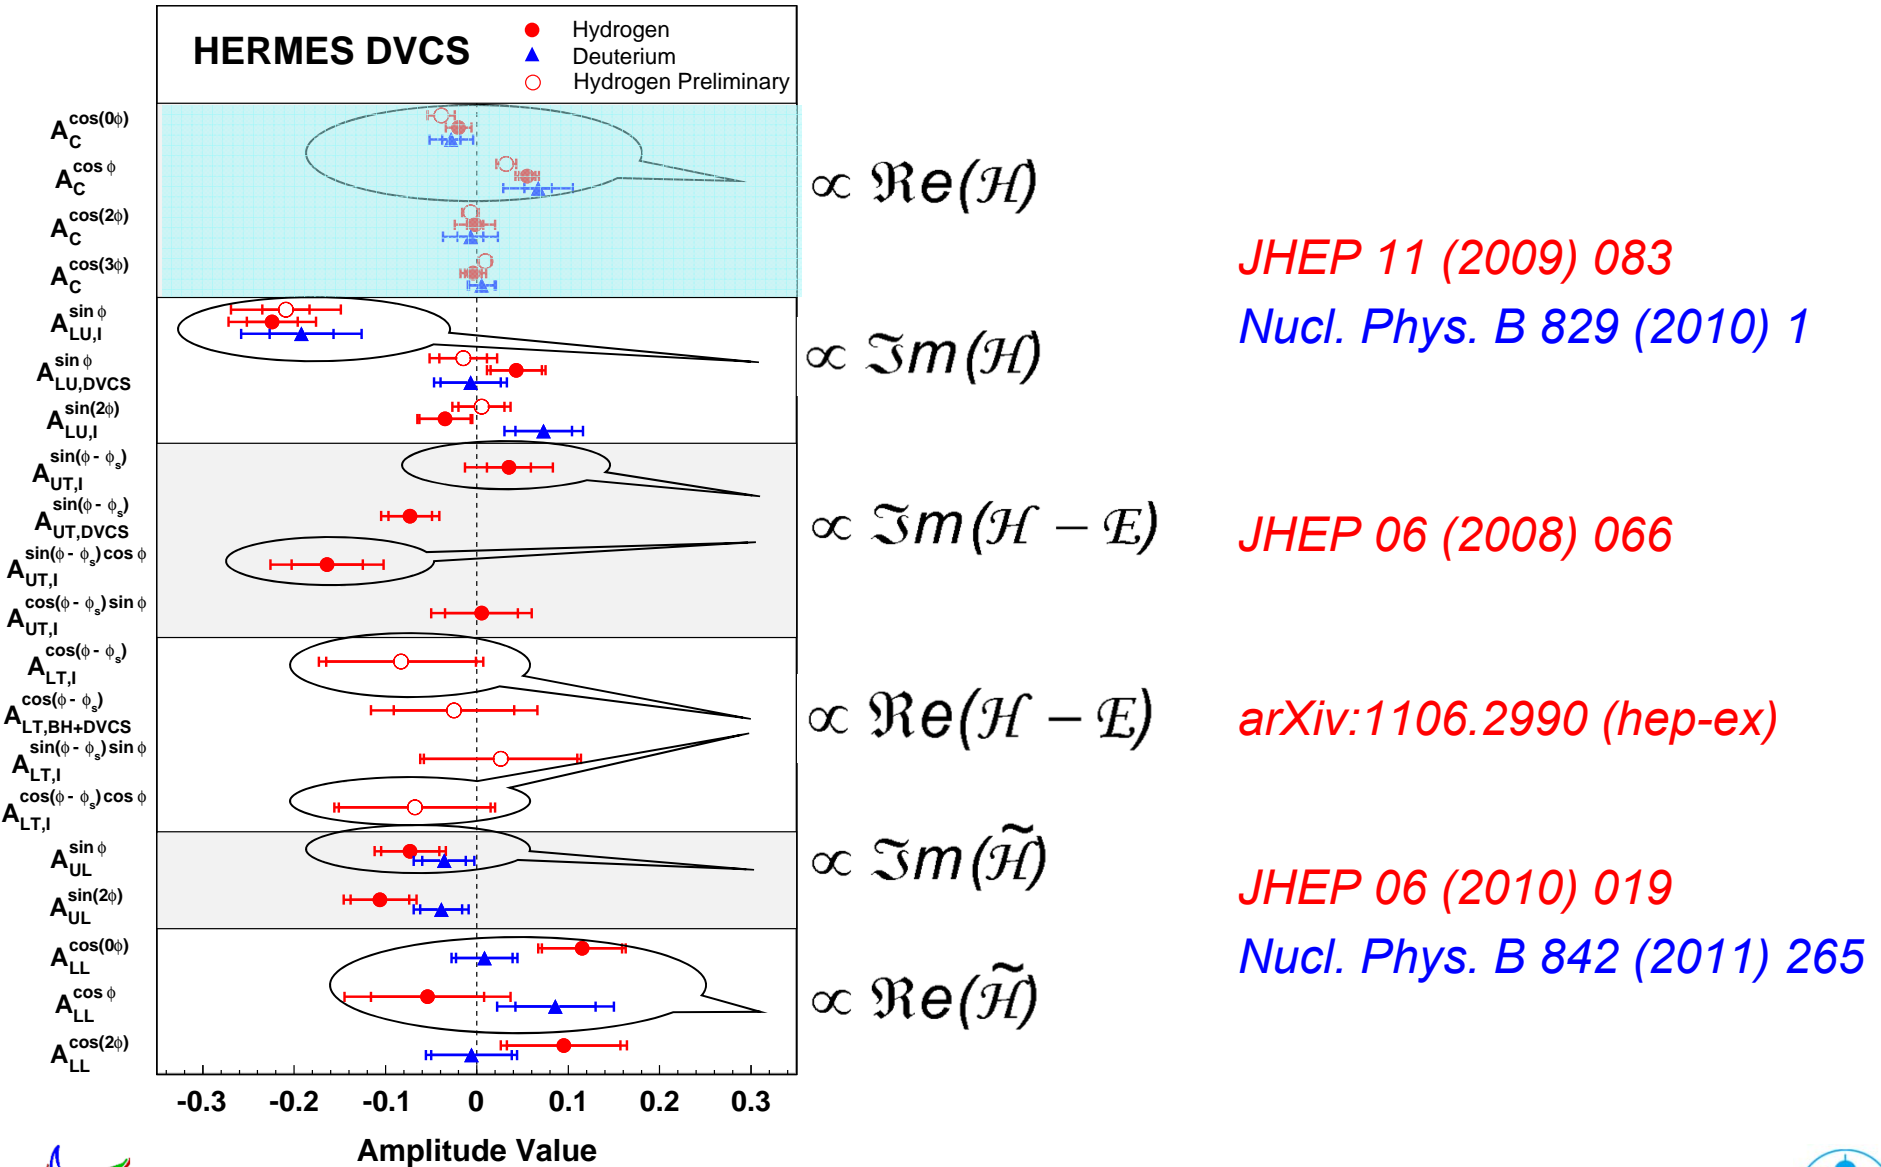 HERMES DVCS
Hydrogen
Deuterium
Hydrogen Preliminary
A_C^cos(0ϕ)
A_C^cos ϕ
∝ ℜe(ℋ)
A_C^cos(2ϕ)
A_C^cos(3ϕ)
JHEP 11 (2009) 083
Nucl. Phys. B 829 (2010) 1
A_LU,I^sin ϕ
∝ ℑm(ℋ)
A_LU,DVCS^sin ϕ
A_LU,I^sin(2ϕ)
A_UT,I^sin(ϕ - ϕ_s)
A_UT,DVCS^sin(ϕ - ϕ_s)
∝ ℑm(ℋ − ℰ)
JHEP 06 (2008) 066
A_UT,I^sin(ϕ - ϕ_s) cos ϕ
A_UT,I^cos(ϕ - ϕ_s) sin ϕ
A_LT,I^cos(ϕ - ϕ_s)
A_LT,BH+DVCS^cos(ϕ - ϕ_s)
∝ ℜe(ℋ − ℰ)
arXiv:1106.2990 (hep-ex)
A_LT,I^sin(ϕ - ϕ_s) sin ϕ
A_LT,I^cos(ϕ - ϕ_s) cos ϕ
A_UL^sin ϕ
∝ ℑm(ℋ̃)
A_UL^sin(2ϕ)
JHEP 06 (2010) 019
Nucl. Phys. B 842 (2011) 265
A_LL^cos(0ϕ)
A_LL^cos ϕ
∝ ℜe(ℋ̃)
A_LL^cos(2ϕ)
-0.3 -0.2 -0.1 0 0.1 0.2 0.3
Amplitude Value